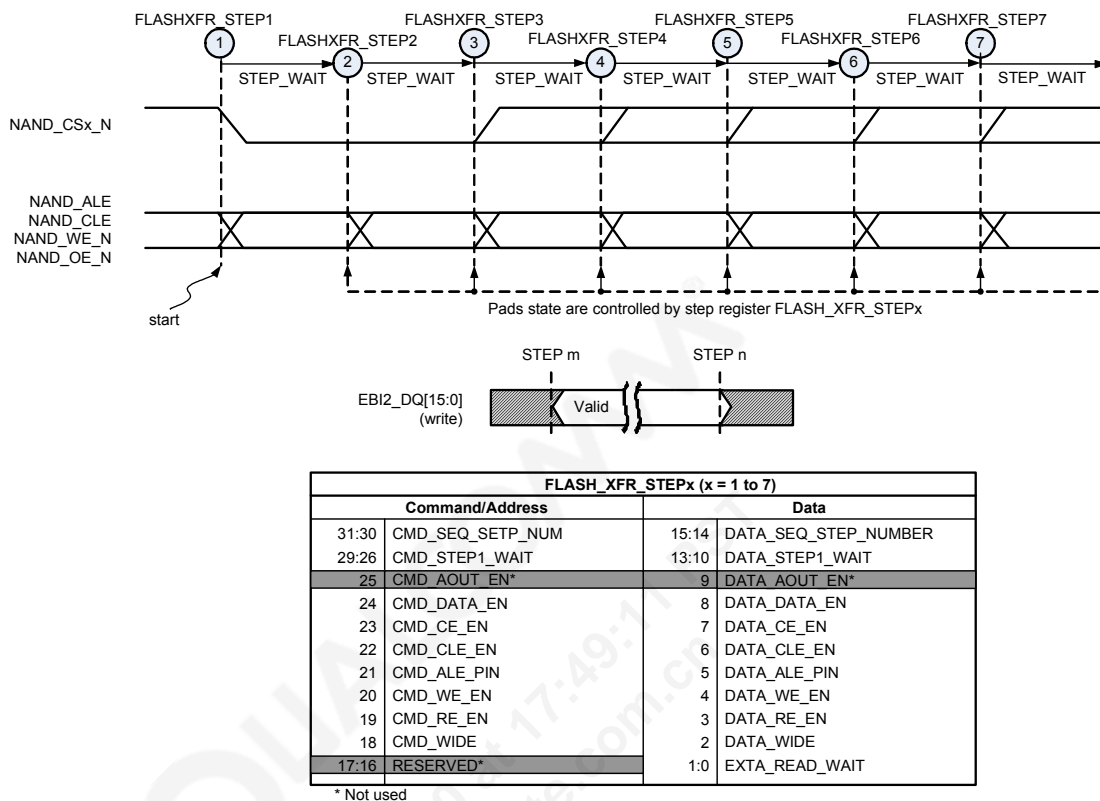 FLASHXFR_STEP1 FLASHXFR_STEP3 FLASHXFR_STEP5 FLASHXFR_STEP7
1 FLASHXFR_STEP2 3 FLASHXFR_STEP4 5 FLASHXFR_STEP6 7
2 4 6
STEP_WAIT STEP_WAIT STEP_WAIT STEP_WAIT STEP_WAIT STEP_WAIT STEP_WAIT
NAND_CSx_N
NAND_ALE
NAND_CLE
NAND_WE_N
NAND_OE_N
start
Pads state are controlled by step register FLASH_XFR_STEPx
STEP m STEP n
EBI2_DQ[15:0]
(write)
Valid
FLASH_XFR_STEPx (x = 1 to 7)
Command/Address Data
31:30 CMD_SEQ_SETP_NUM 15:14 DATA_SEQ_STEP_NUMBER
29:26 CMD_STEP1_WAIT 13:10 DATA_STEP1_WAIT
25 CMD_AOUT_EN* 9 DATA_AOUT_EN*
24 CMD_DATA_EN 8 DATA_DATA_EN
23 CMD_CE_EN 7 DATA_CE_EN
22 CMD_CLE_EN 6 DATA_CLE_EN
21 CMD_ALE_PIN 5 DATA_ALE_PIN
20 CMD_WE_EN 4 DATA_WE_EN
19 CMD_RE_EN 3 DATA_RE_EN
18 CMD_WIDE 2 DATA_WIDE
17:16 RESERVED* 1:0 EXTA_READ_WAIT
* Not used